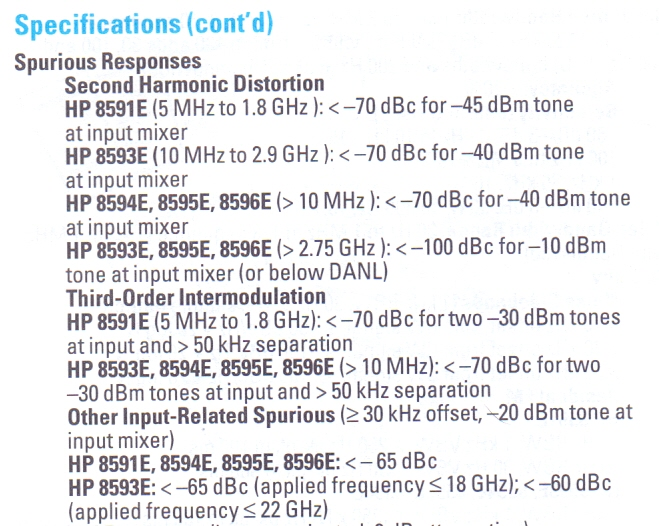 Specifications (cont'd)
Spurious Responses
Second Harmonic Distortion
HP 8591E (5 MHz to 1.8 GHz ): < –70 dBc for –45 dBm tone
at input mixer
HP 8593E (10 MHz to 2.9 GHz ): < –70 dBc for –40 dBm tone
at input mixer
HP 8594E, 8595E, 8596E (> 10 MHz ): < –70 dBc for –40 dBm tone
at input mixer
HP 8593E, 8595E, 8596E (> 2.75 GHz ): < –100 dBc for –10 dBm
tone at input mixer (or below DANL)
Third-Order Intermodulation
HP 8591E (5 MHz to 1.8 GHz): < –70 dBc for two –30 dBm tones
at input and > 50 kHz separation
HP 8593E, 8594E, 8595E, 8596E (> 10 MHz): < –70 dBc for two
–30 dBm tones at input and > 50 kHz separation
Other Input-Related Spurious (≥ 30 kHz offset, –20 dBm tone at
input mixer)
HP 8591E, 8594E, 8595E, 8596E: < – 65 dBc
HP 8593E: < –65 dBc (applied frequency ≤ 18 GHz); < –60 dBc
(applied frequency ≤ 22 GHz)